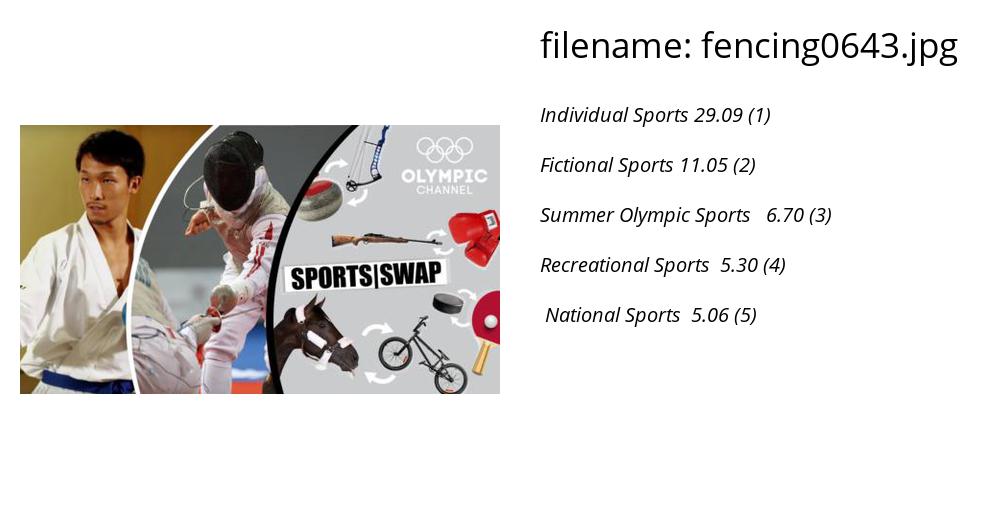 filename: fencing0643.jpg
Individual Sports 29.09 (1)
Fictional Sports 11.05 (2)
Summer Olympic Sports 6.70 (3)
Recreational Sports 5.30 (4)
National Sports 5.06 (5)
OLYMPIC
CHANNEL
SPORTS|SWAP